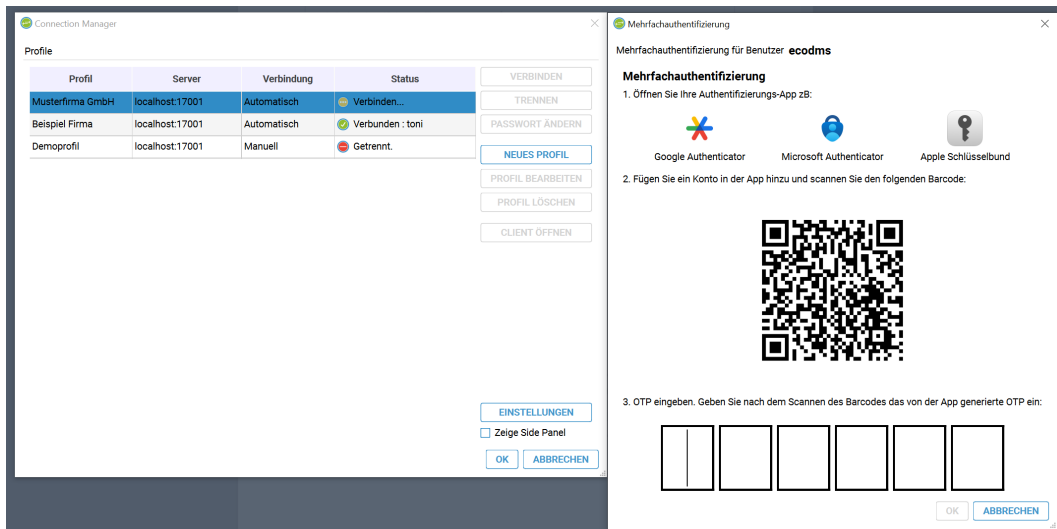 Connection Manager
Profile
Profil Server Verbindung Status
Musterfirma GmbH localhost:17001 Automatisch Verbinden...
Beispiel Firma localhost:17001 Automatisch Verbunden : toni
Demoprofil localhost:17001 Manuell Getrennt.
VERBINDEN
TRENNEN
PASSWORT ÄNDERN
NEUES PROFIL
PROFIL BEARBEITEN
PROFIL LÖSCHEN
CLIENT ÖFFNEN
EINSTELLUNGEN
Zeige Side Panel
OK ABBRECHEN
Mehrfachauthentifizierung
Mehrfachauthentifizierung für Benutzer ecodms
Mehrfachauthentifizierung
1. Öffnen Sie Ihre Authentifizierungs-App zB:
Google Authenticator Microsoft Authenticator Apple Schlüsselbund
2. Fügen Sie ein Konto in der App hinzu und scannen Sie den folgenden Barcode:
3. OTP eingeben. Geben Sie nach dem Scannen des Barcodes das von der App generierte OTP ein:
OK ABBRECHEN